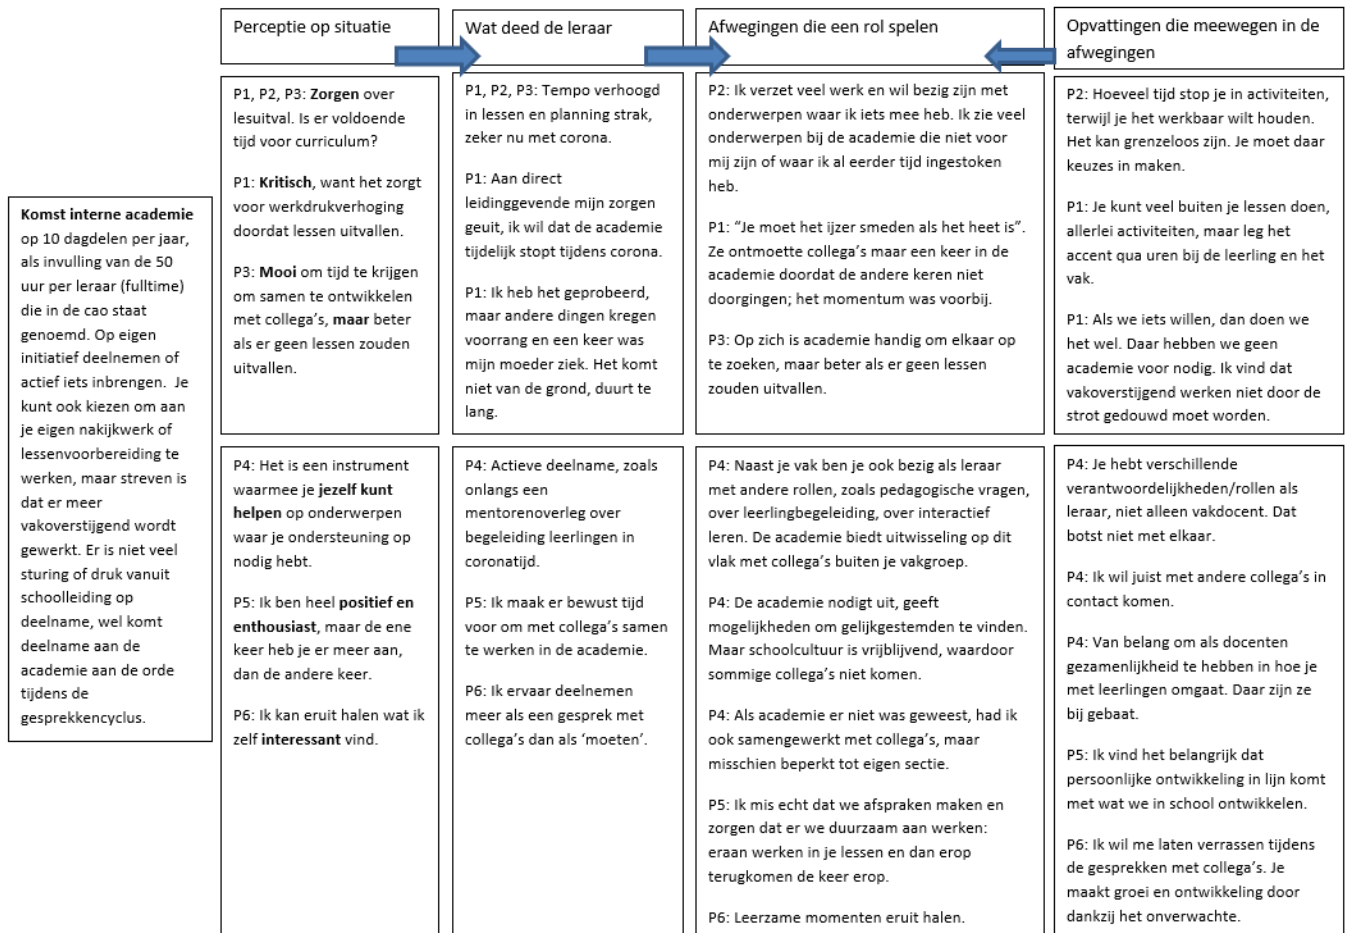 Perceptie op situatie
Wat deed de leraar
Afwegingen die een rol spelen
Opvattingen die meewegen in de
afwegingen
Komst interne academie
op 10 dagdelen per jaar,
als invulling van de 50
uur per leraar (fulltime)
die in de cao staat
genoemd. Op eigen
initiatief deelnemen of
actief iets inbrengen. Je
kunt ook kiezen om aan
je eigen nakijkwerk of
lessenvoorbereiding te
werken, maar streven is
dat er meer
vakoverstijgend wordt
gewerkt. Er is niet veel
sturing of druk vanuit
schoolleiding op
deelname, wel komt
deelname aan de
academie aan de orde
tijdens de
gesprekkencyclus.
P1, P2, P3: Zorgen over
lesuitval. Is er voldoende
tijd voor curriculum?
P1: Kritisch, want het zorgt
voor werkdrukverhoging
doordat lessen uitvallen.
P3: Mooi om tijd te krijgen
om samen te ontwikkelen
met collega's, maar beter
als er geen lessen zouden
uitvallen.
P1, P2, P3: Tempo verhoogd
in lessen en planning strak,
zeker nu met corona.
P1: Aan direct
leidinggevende mijn zorgen
geuit, ik wil dat de academie
tijdelijk stopt tijdens corona.
P1: Ik heb het geprobeerd,
maar andere dingen kregen
voorrang en een keer was
mijn moeder ziek. Het komt
niet van de grond, duurt te
lang.
P2: Ik verzet veel werk en wil bezig zijn met
onderwerpen waar ik iets mee heb. Ik zie veel
onderwerpen bij de academie die niet voor
mij zijn of waar ik al eerder tijd ingestoken
heb.
P1: “Je moet het ijzer smeden als het heet is”.
Ze ontmoette collega's maar een keer in de
academie doordat de andere keren niet
doorgingen; het momentum was voorbij.
P3: Op zich is academie handig om elkaar op
te zoeken, maar beter als er geen lessen
zouden uitvallen.
P2: Hoeveel tijd stop je in activiteiten,
terwijl je het werkbaar wilt houden.
Het kan grenzeloos zijn. Je moet daar
keuzes in maken.
P1: Je kunt veel buiten je lessen doen,
allerlei activiteiten, maar leg het
accent qua uren bij de leerling en het
vak.
P1: Als we iets willen, dan doen we
het wel. Daar hebben we geen
academie voor nodig. Ik vind dat
vakoverstijgend werken niet door de
strot gedouwd moet worden.
P4: Het is een instrument
waarmee je jezelf kunt
helpen op onderwerpen
waar je ondersteuning op
nodig hebt.
P5: Ik ben heel positief en
enthousiast, maar de ene
keer heb je er meer aan,
dan de andere keer.
P6: Ik kan eruit halen wat ik
zelf interessant vind.
P4: Actieve deelname, zoals
onlangs een
mentorenoverleg over
begeleiding leerlingen in
coronatijd.
P5: Ik maak er bewust tijd
voor om met collega's samen
te werken in de academie.
P6: Ik ervaar deelnemen
meer als een gesprek met
collega's dan als ‘moeten’.
P4: Naast je vak ben je ook bezig als leraar
met andere rollen, zoals pedagogische vragen,
over leerlingbegeleiding, over interactief
leren. De academie biedt uitwisseling op dit
vlak met collega's buiten je vakgroep.
P4: De academie nodigt uit, geeft
mogelijkheden om gelijkgestemden te vinden.
Maar schoolcultuur is vrijblijvend, waardoor
sommige collega's niet komen.
P4: Als academie er niet was geweest, had ik
ook samengewerkt met collega's, maar
misschien beperkt tot eigen sectie.
P5: Ik mis echt dat we afspraken maken en
zorgen dat er we duurzaam aan werken:
eraan werken in je lessen en dan erop
terugkomen de keer erop.
P6: Leerzame momenten eruit halen.
P4: Je hebt verschillende
verantwoordelijkheden/rollen als
leraar, niet alleen vakdocent. Dat
botst niet met elkaar.
P4: Ik wil juist met andere collega's in
contact komen.
P4: Van belang om als docenten
gezamenlijkheid te hebben in hoe je
met leerlingen omgaat. Daar zijn ze
bij gebaat.
P5: Ik vind het belangrijk dat
persoonlijke ontwikkeling in lijn komt
met wat we in school ontwikkelen.
P6: Ik wil me laten verrassen tijdens
de gesprekken met collega's. Je
maakt groei en ontwikkeling door
dankzij het onverwachte.